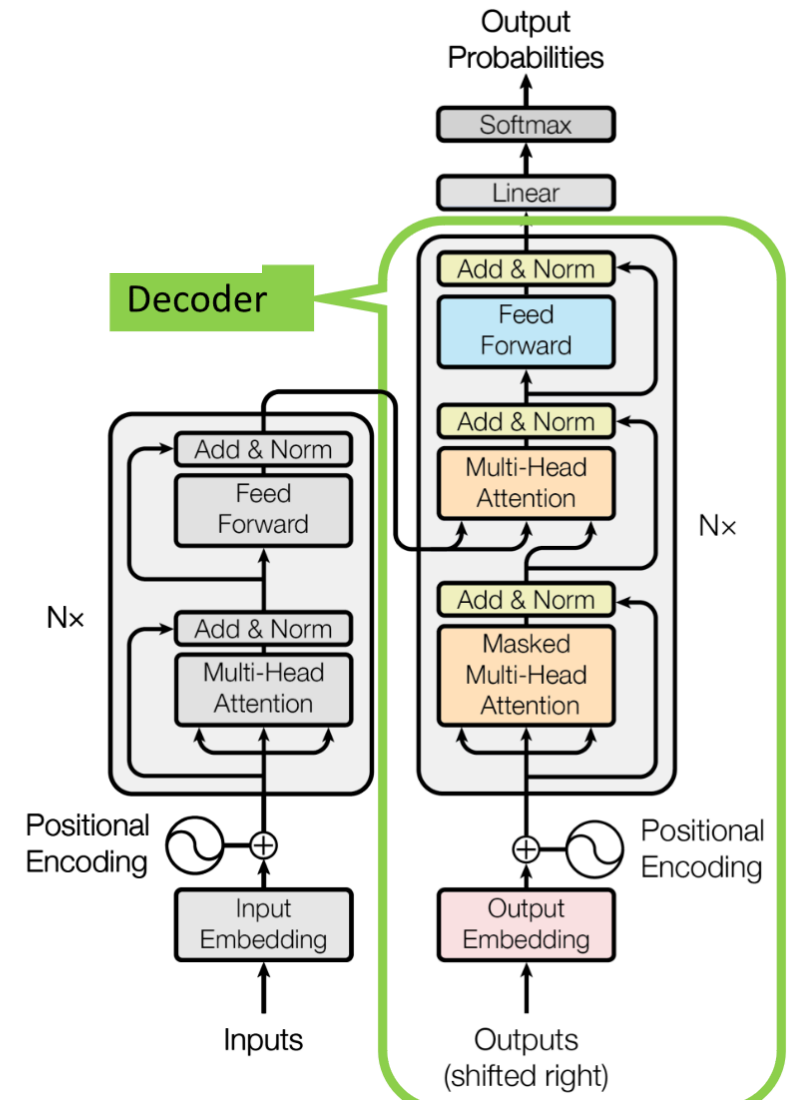 Output
Probabilities
Softmax
Linear
Decoder
Add & Norm
Feed
Forward
Add & Norm
Multi-Head
Attention
Nx
Add & Norm
Masked
Multi-Head
Attention
Add & Norm
Feed
Forward
Nx
Add & Norm
Multi-Head
Attention
Positional
Encoding
Positional
Encoding
Input
Embedding
Output
Embedding
Inputs
Outputs
(shifted right)